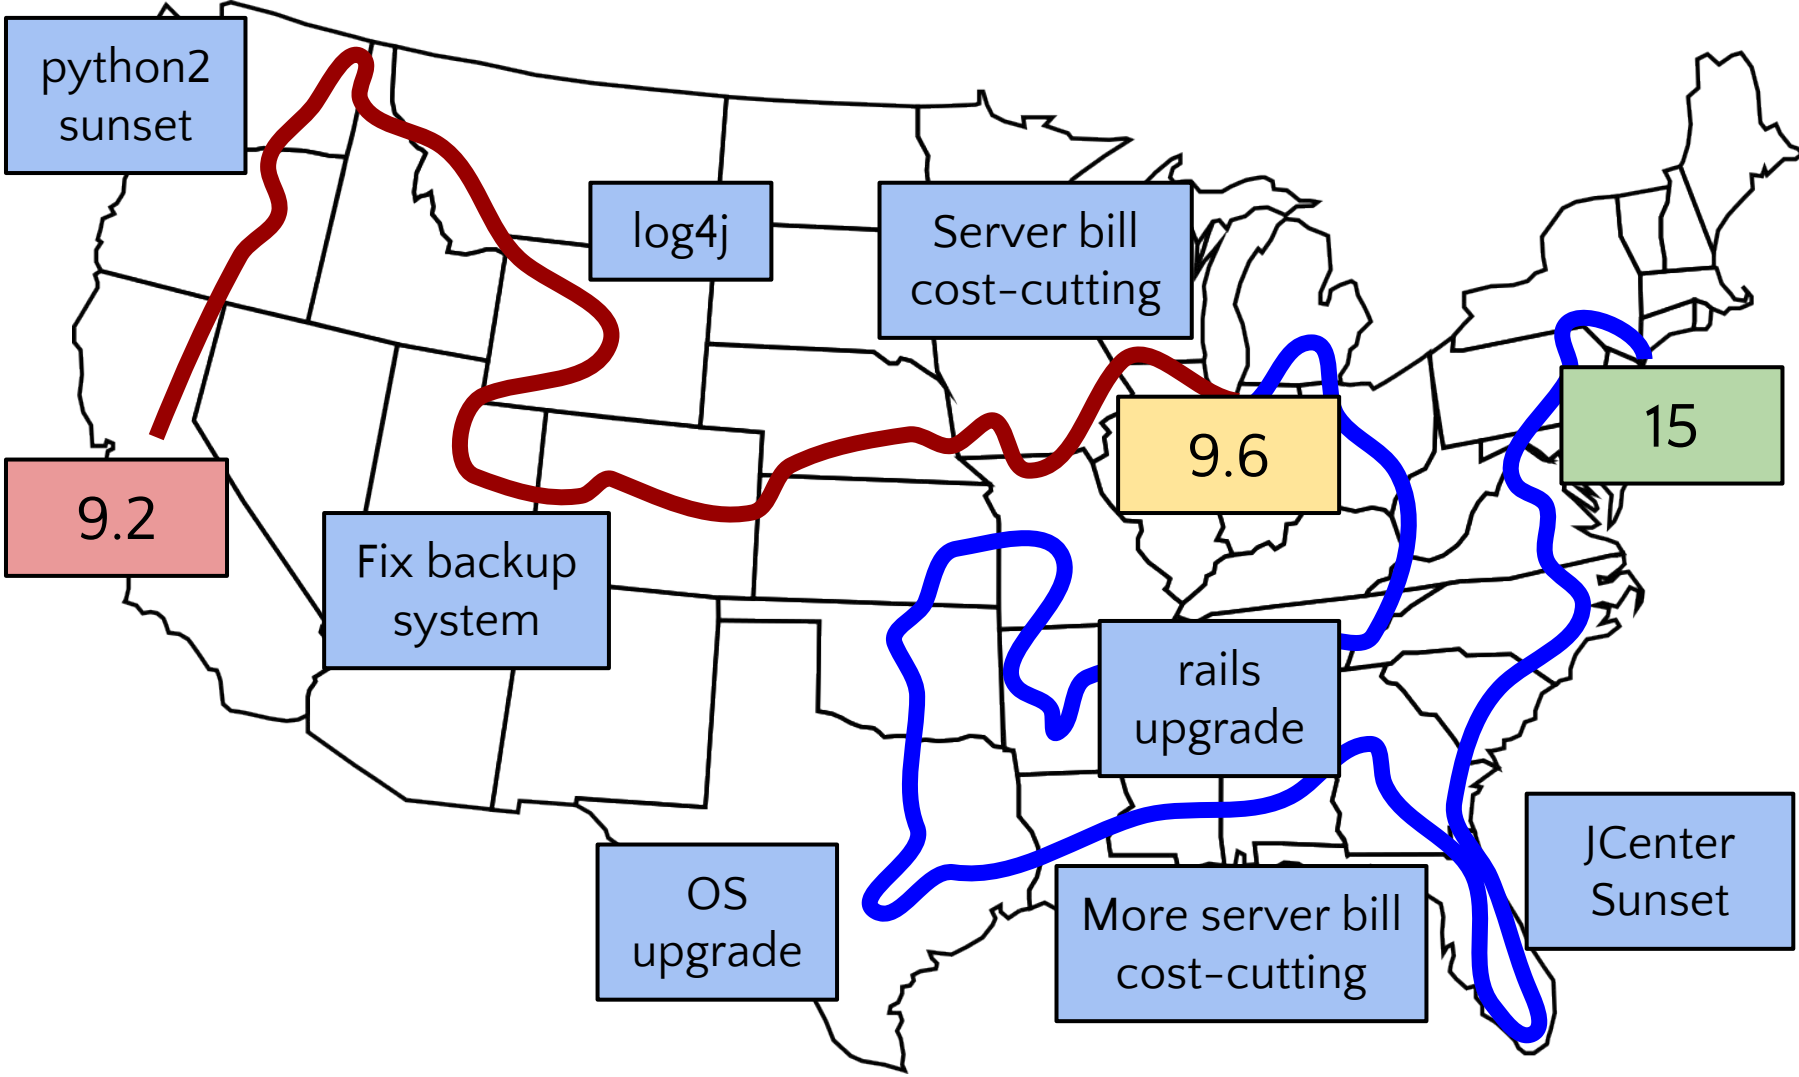 python2
sunset
log4j
Server bill
cost-cutting
9.2
Fix backup
system
9.6
15
rails
upgrade
OS
upgrade
More server bill
cost-cutting
JCenter
Sunset